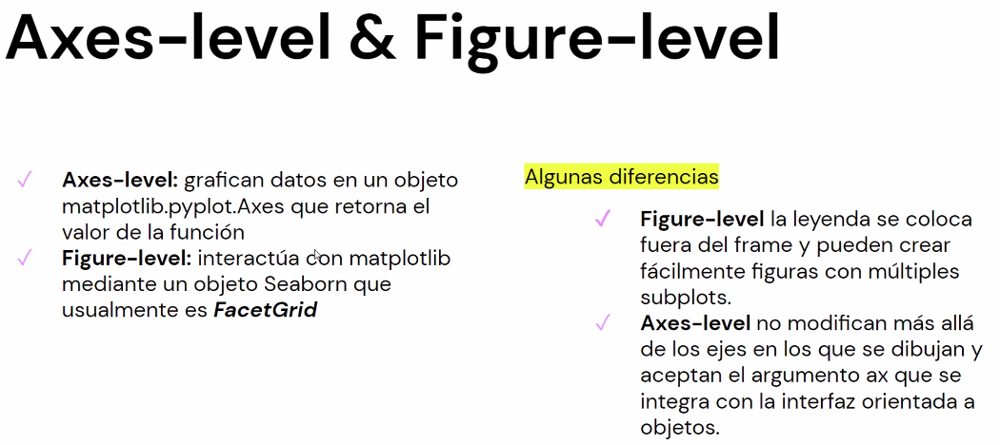 Axes-level & Figure-level
Axes-level: grafican datos en un objeto
matplotlib.pyplot.Axes que retorna el
valor de la función
Figure-level: interactúa con matplotlib
mediante un objeto Seaborn que
usualmente es FacetGrid
Algunas diferencias
Figure-level la leyenda se coloca
fuera del frame y pueden crear
fácilmente figuras con múltiples
subplots.
Axes-level no modifican más allá
de los ejes en los que se dibujan y
aceptan el argumento ax que se
integra con la interfaz orientada a
objetos.